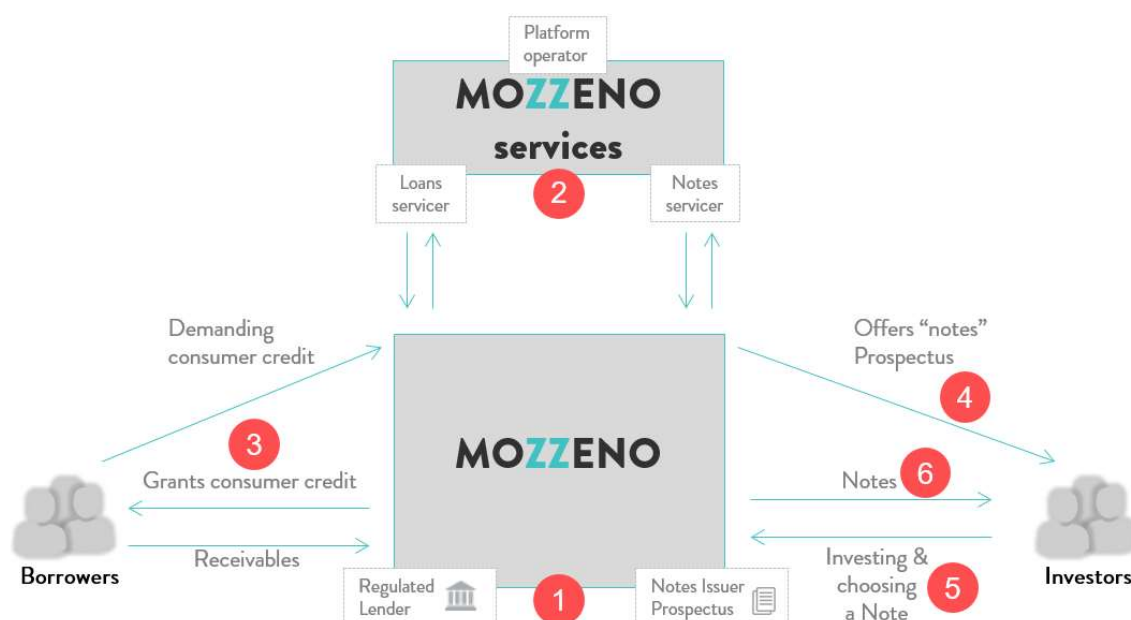 Platform
operator
MOZZENO
services
Loans
servicer
2
Notes
servicer
Demanding
consumer credit
Offers “notes”
Prospectus
4
3
MOZZENO
Grants consumer credit
Notes
6
Receivables
Investing &
choosing
a Note
5
Borrowers
Investors
Regulated
Lender
1
Notes Issuer
Prospectus